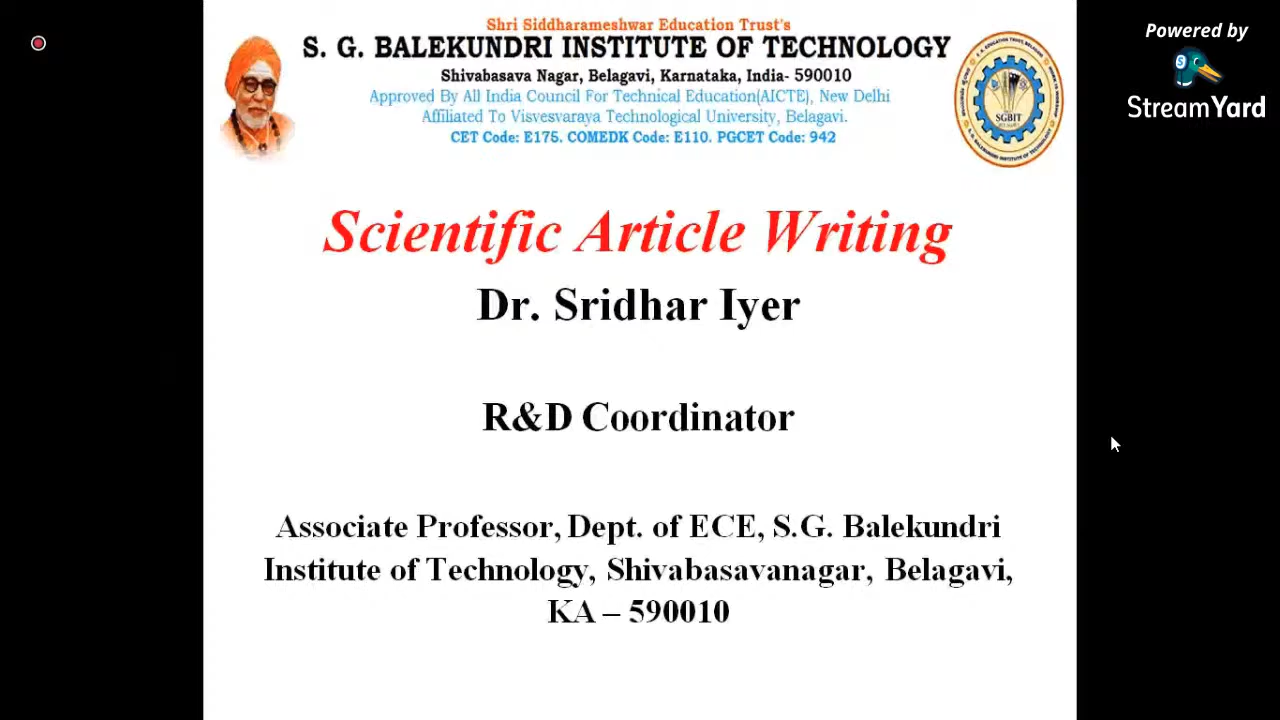 Shri Siddharameshwar Education Trust's
S. G. BALEKUNDRI INSTITUTE OF TECHNOLOGY
Shivabasava Nagar, Belagavi, Karnataka, India- 590010
Approved By All India Council For Technical Education(AICTE), New Delhi
Affiliated To Visvesvaraya Technological University, Belagavi.
CET Code: E175. COMEDK Code: E110. PGCET Code: 942
SGBIT
Powered by
StreamYard
Scientific Article Writing
Dr. Sridhar Iyer
R&D Coordinator
Associate Professor, Dept. of ECE, S.G. Balekundri
Institute of Technology, Shivabasavanagar, Belagavi,
KA – 590010